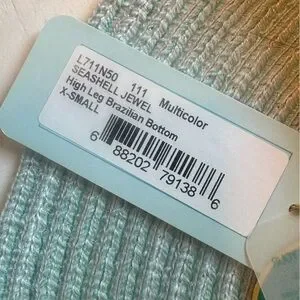 L711N50 111 Multicolor
SEASHELL JEWEL
High Leg Brazilian Bottom
X-SMALL
6 88202 79138 6